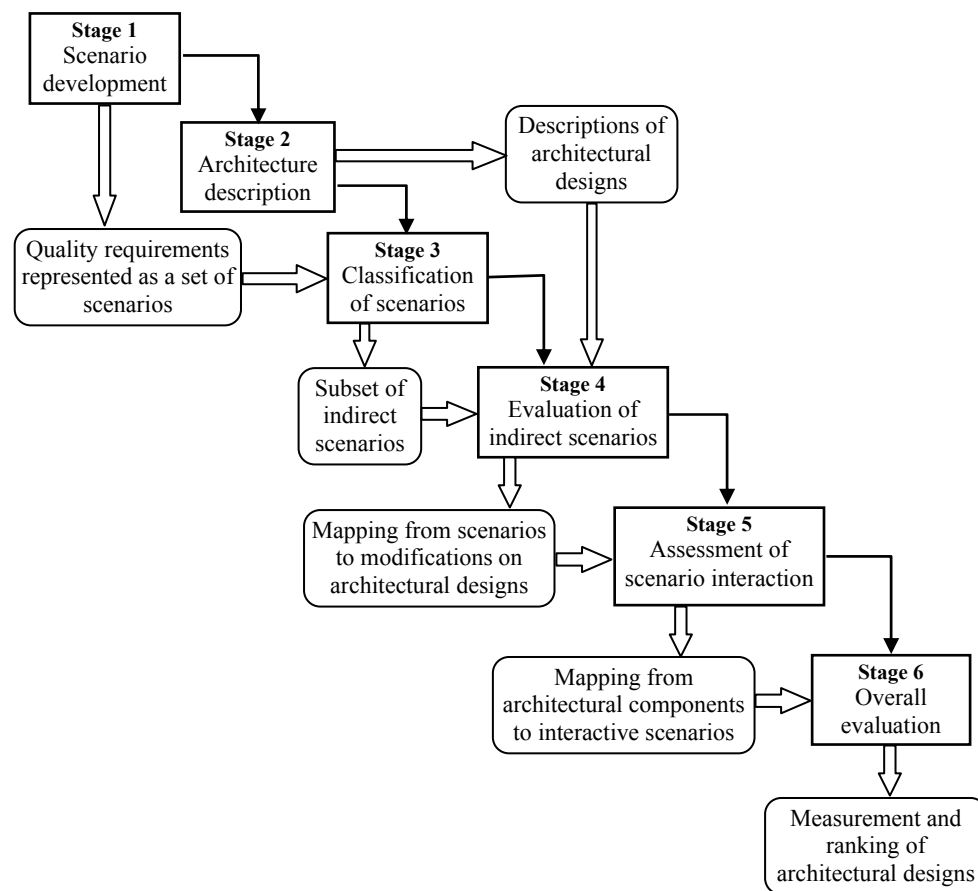 Stage 1
Scenario
development
Stage 2
Architecture
description
Descriptions of
architectural
designs
Quality requirements
represented as a set of
scenarios
Stage 3
Classification
of scenarios
Subset of
indirect
scenarios
Stage 4
Evaluation of
indirect scenarios
Mapping from scenarios
to modifications on
architectural designs
Stage 5
Assessment of
scenario interaction
Mapping from
architectural components
to interactive scenarios
Stage 6
Overall
evaluation
Measurement and
ranking of
architectural designs